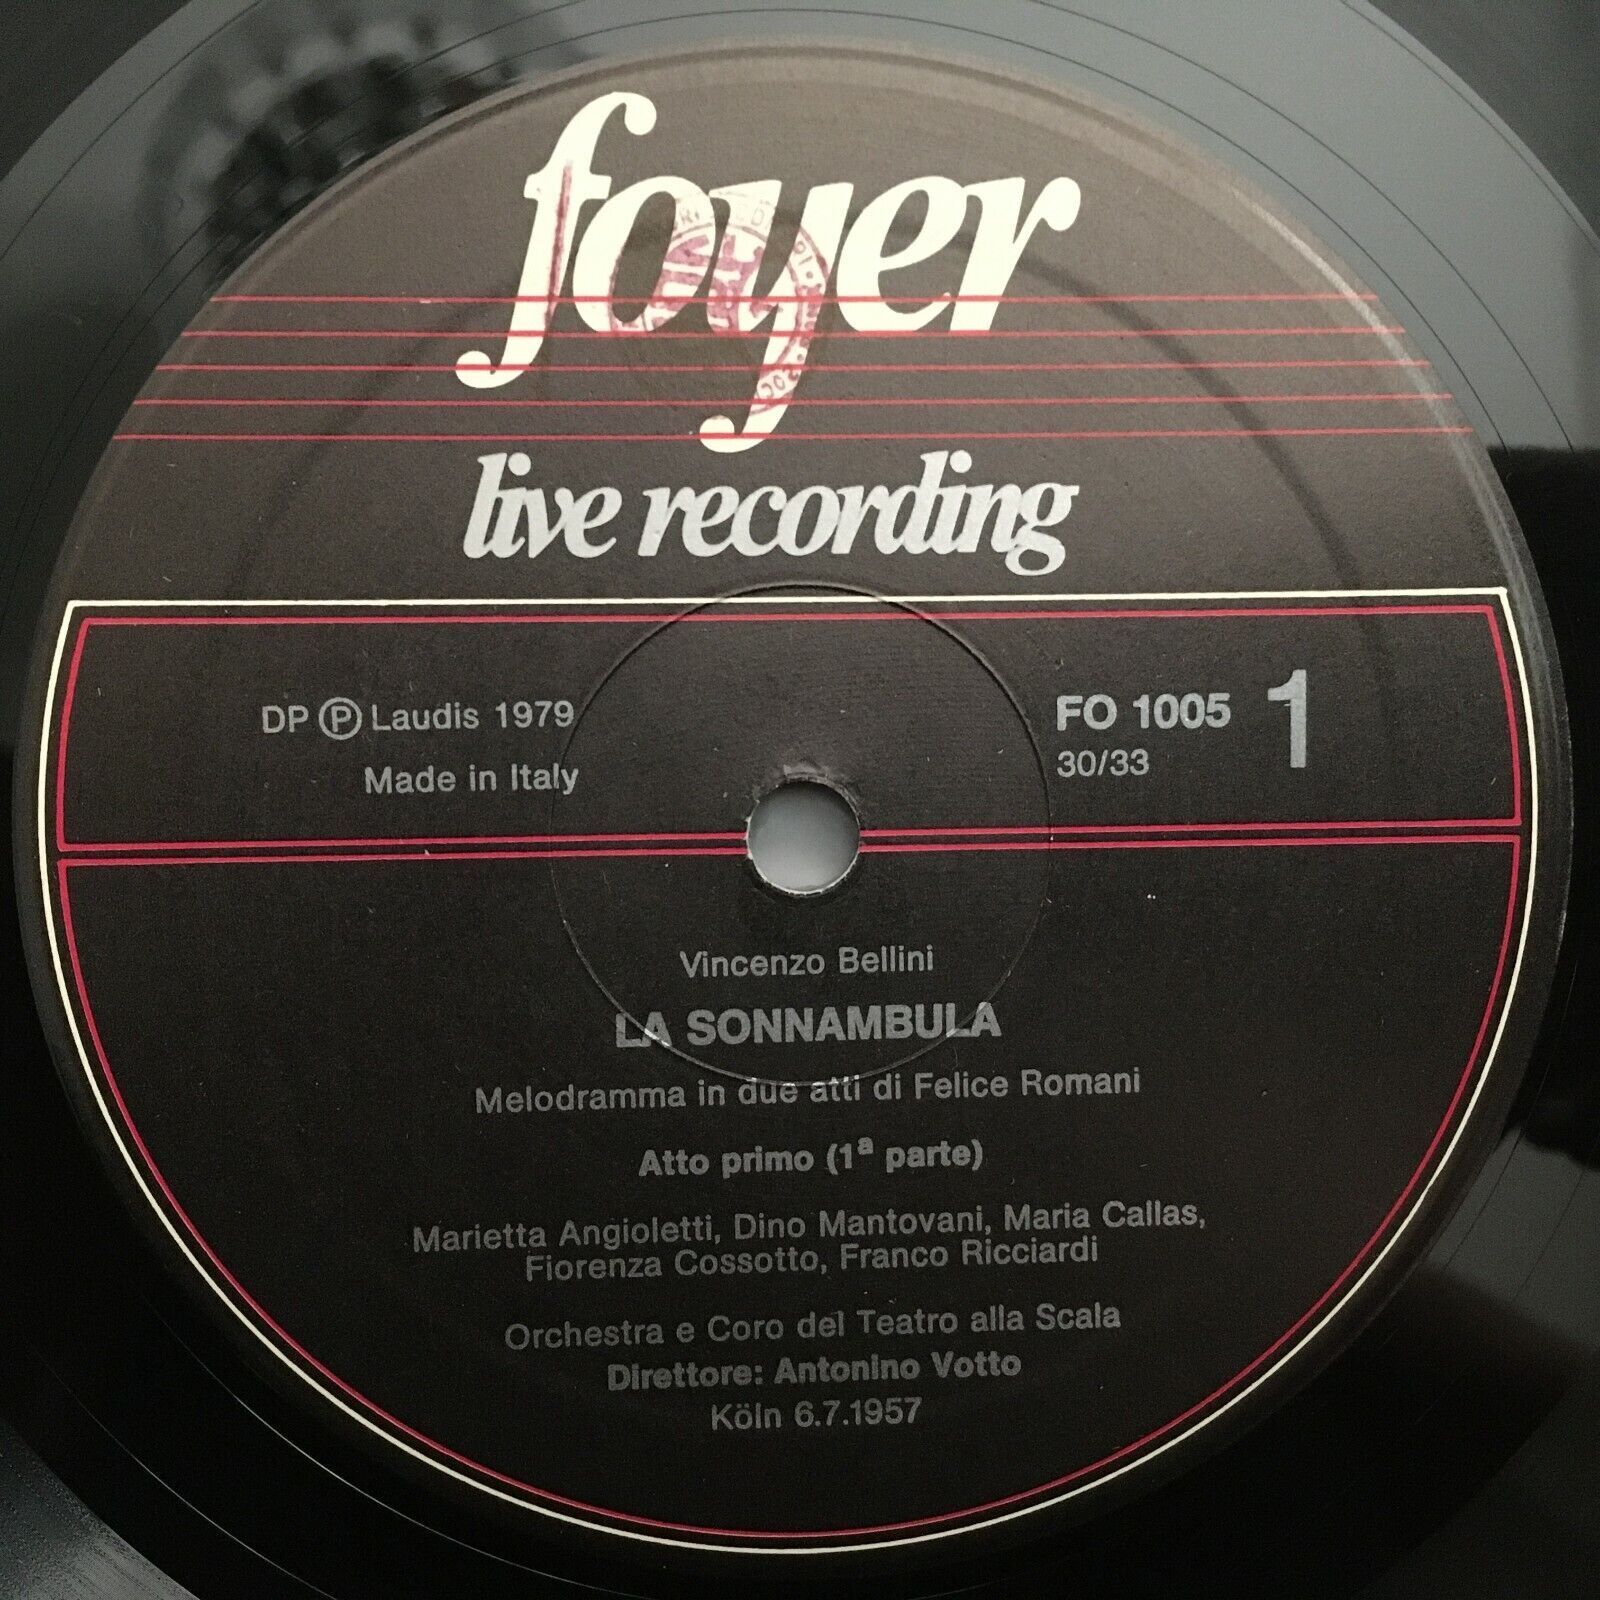 foyer
live recording
DP Ⓟ Laudis 1979
Made in Italy
FO 1005 1
30/33
Vincenzo Bellini
LA SONNAMBULA
Melodramma in due atti di Felice Romani
Atto primo (1ª parte)
Marietta Angioletti, Dino Mantovani, Maria Callas,
Fiorenza Cossotto, Franco Ricciardi
Orchestra e Coro del Teatro alla Scala
Direttore: Antonino Votto
Köln 6.7.1957